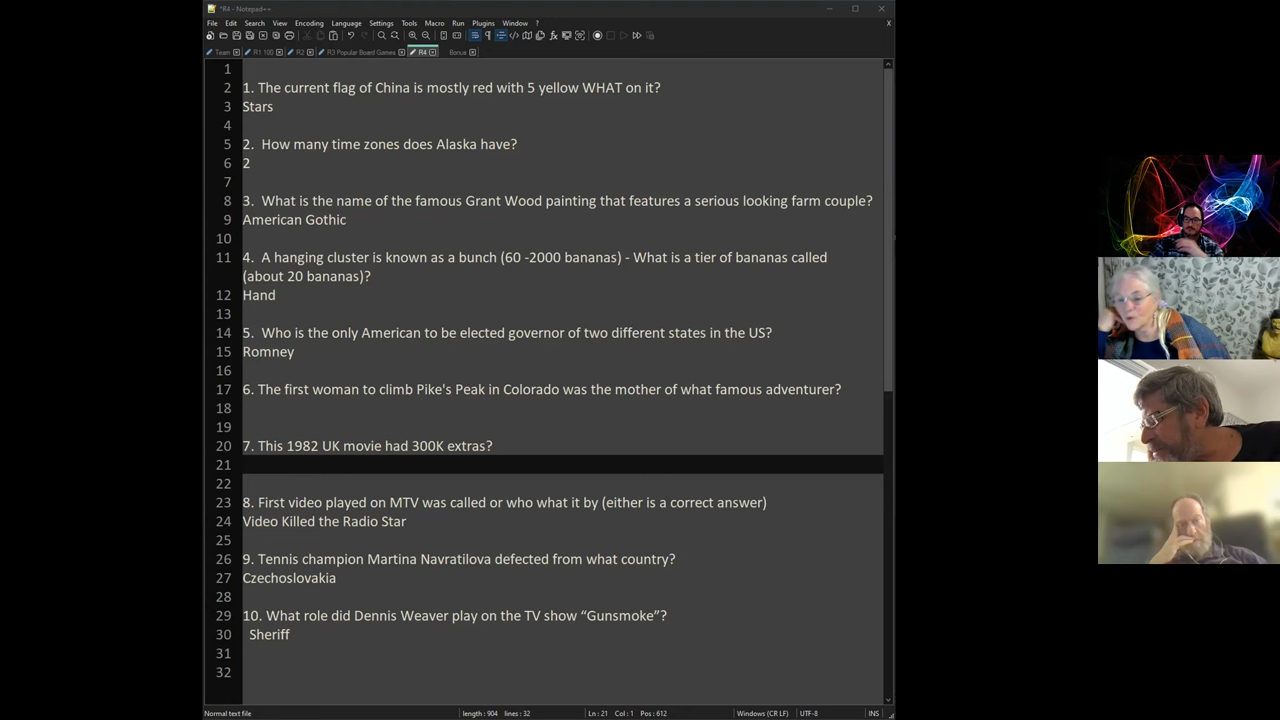 *R4 - Notepad++
File Edit Search View Encoding Language Settings Tools Macro Run Plugins Window ?
X
Team R1 100 R2 R3 Popular Board Games R4 Bonus
1
2 1. The current flag of China is mostly red with 5 yellow WHAT on it?
3 Stars
4
5 2. How many time zones does Alaska have?
6 2
7
8 3. What is the name of the famous Grant Wood painting that features a serious looking farm couple?
9 American Gothic
10
11 4. A hanging cluster is known as a bunch (60 -2000 bananas) - What is a tier of bananas called
(about 20 bananas)?
12 Hand
13
14 5. Who is the only American to be elected governor of two different states in the US?
15 Romney
16
17 6. The first woman to climb Pike's Peak in Colorado was the mother of what famous adventurer?
18
19
20 7. This 1982 UK movie had 300K extras?
21
22
23 8. First video played on MTV was called or who what it by (either is a correct answer)
24 Video Killed the Radio Star
25
26 9. Tennis champion Martina Navratilova defected from what country?
27 Czechoslovakia
28
29 10. What role did Dennis Weaver play on the TV show “Gunsmoke”?
30 Sheriff
31
32
Normal text file length : 904 lines : 32 Ln : 21 Col : 1 Pos : 612 Windows (CR LF) UTF-8 INS